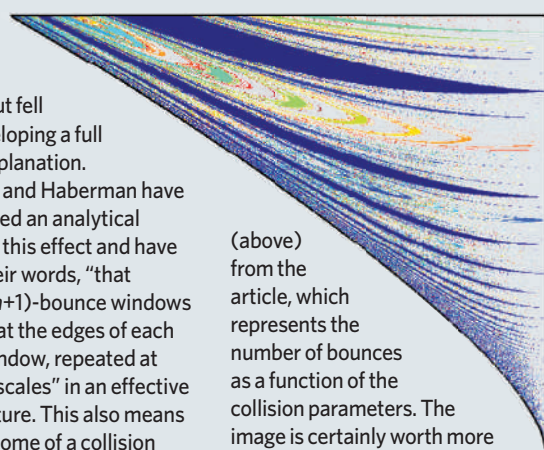 ut fell
eloping a full
planation.
and Haberman have
ed an analytical
this effect and have
eir words, "that
+1)-bounce windows
at the edges of each
ndow, repeated at
scales" in an effective
ture. This also means
ome of a collision
(above)
from the
article, which
represents the
number of bounces
as a function of the
collision parameters. The
image is certainly worth more